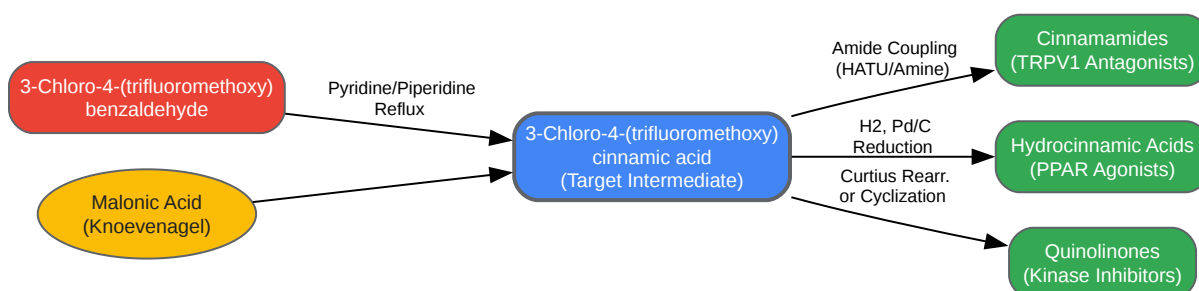 3-Chloro-4-(trifluoromethoxy)
benzaldehyde
Malonic Acid
(Knoevenagel)
Pyridine/Piperidine
Reflux
3-Chloro-4-(trifluoromethoxy)
cinnamic acid
(Target Intermediate)
Amide Coupling
(HATU/Amine)
H2, Pd/C
Reduction
Curtius Rearr.
or Cyclization
Cinnamamides
(TRPV1 Antagonists)
Hydrocinnamic Acids
(PPAR Agonists)
Quinolinones
(Kinase Inhibitors)